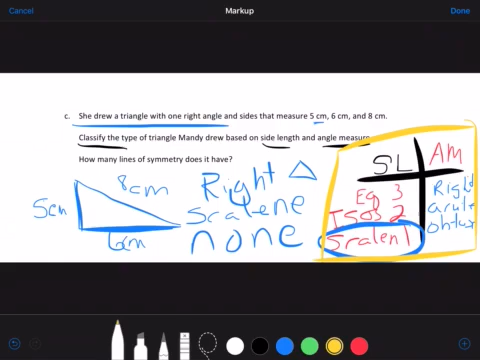 Cancel
Markup
Done
c. She drew a triangle with one right angle and sides that measure 5 cm, 6 cm, and 8 cm.
Classify the type of triangle Mandy drew based on side length and angle measure.
How many lines of symmetry does it have?
8cm
5cm
6cm
Right △
Scalene
none
SL
AM
Eq 3
Isos 2
Scalen 1
Right
acute
obtus